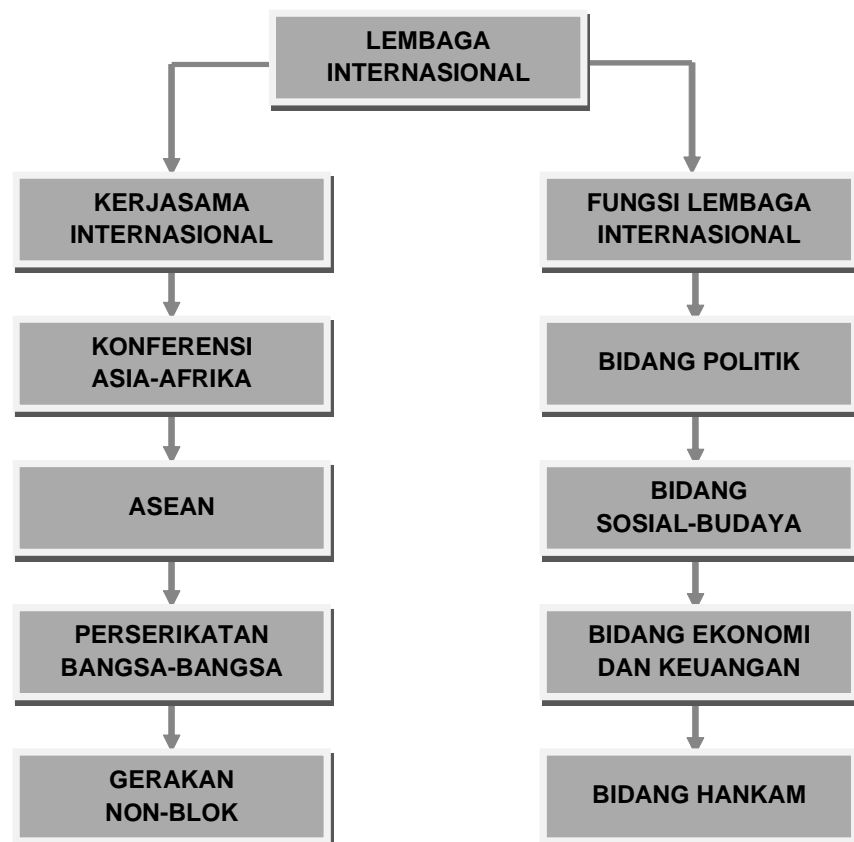 LEMBAGA
INTERNASIONAL
KERJASAMA
INTERNASIONAL
KONFERENSI
ASIA-AFRIKA
ASEAN
PERSERIKATAN
BANGSA-BANGSA
GERAKAN
NON-BLOK
FUNGSI LEMBAGA
INTERNASIONAL
BIDANG POLITIK
BIDANG
SOSIAL-BUDAYA
BIDANG EKONOMI
DAN KEUANGAN
BIDANG HANKAM